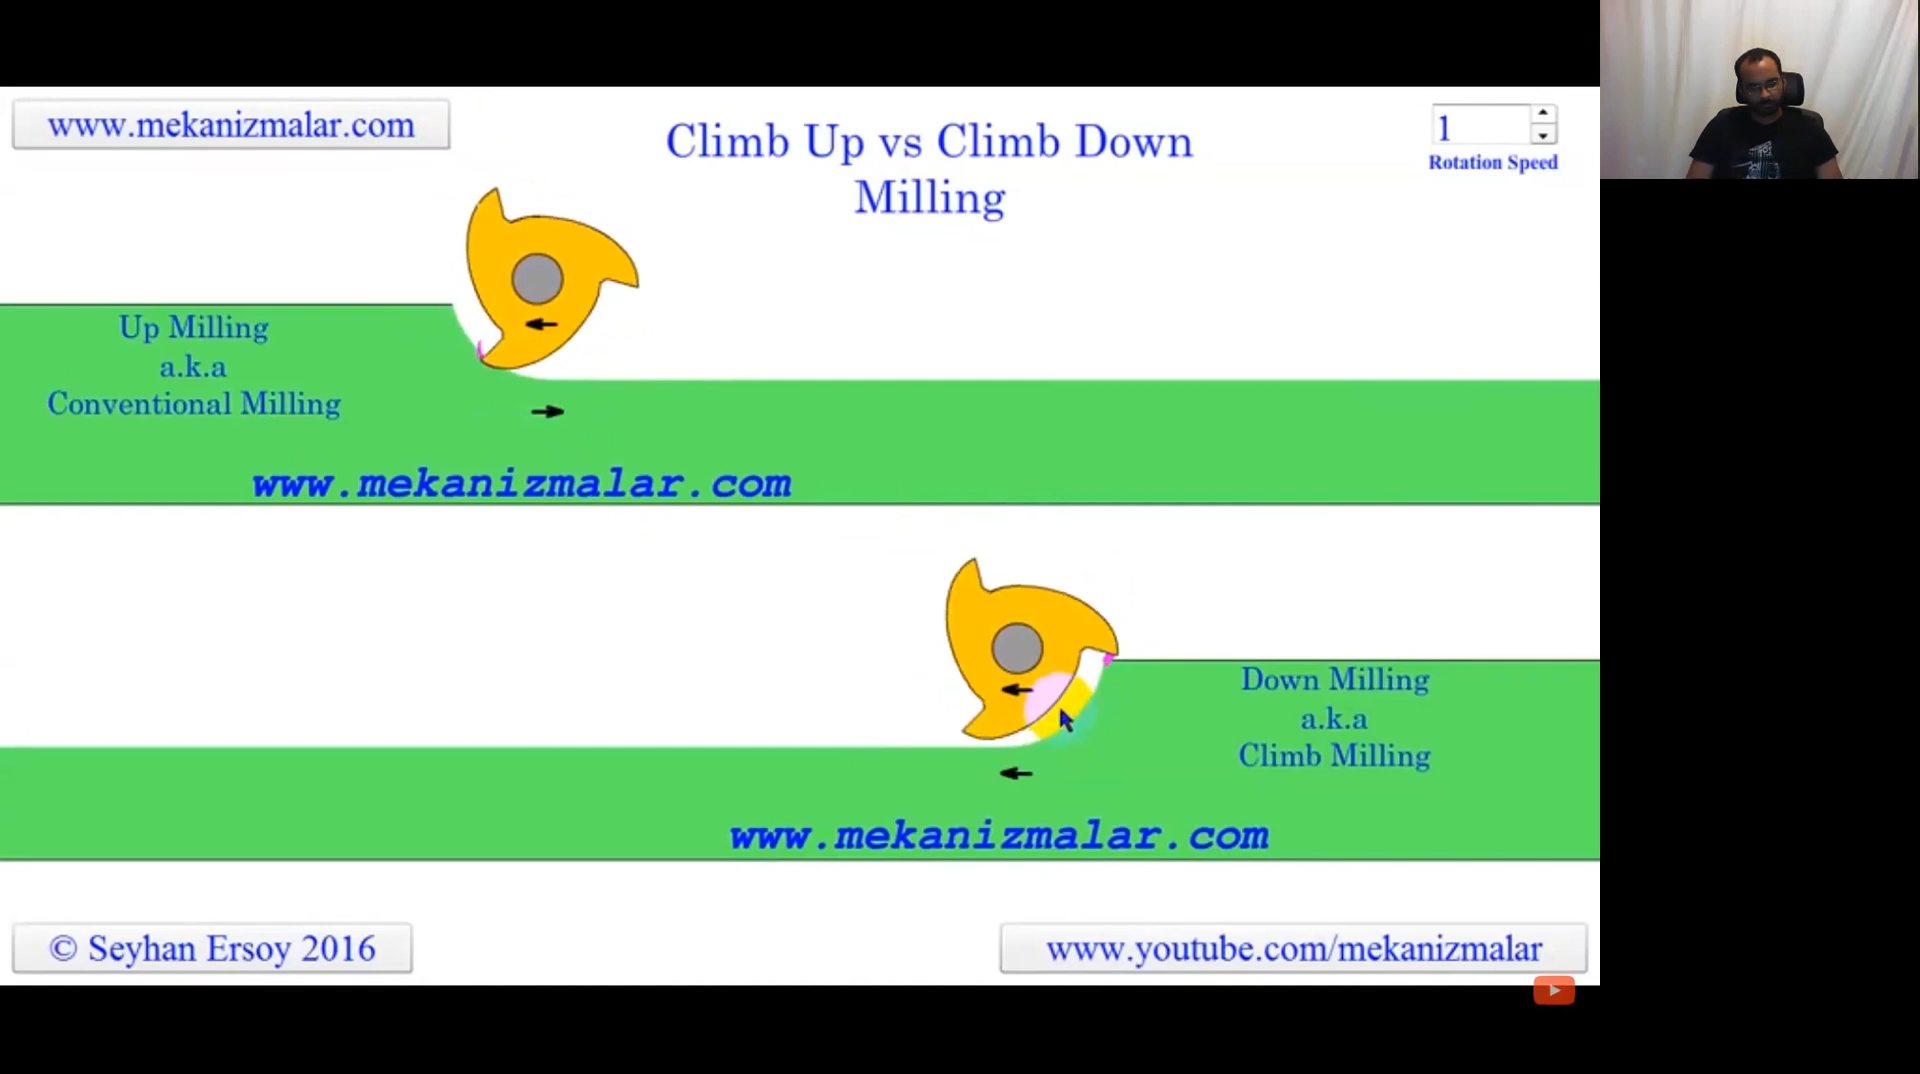 www.mekanizmalar.com
Climb Up vs Climb Down
Milling
1
Rotation Speed
Up Milling
a.k.a
Conventional Milling
www.mekanizmalar.com
Down Milling
a.k.a
Climb Milling
www.mekanizmalar.com
© Seyhan Ersoy 2016
www.youtube.com/mekanizmalar